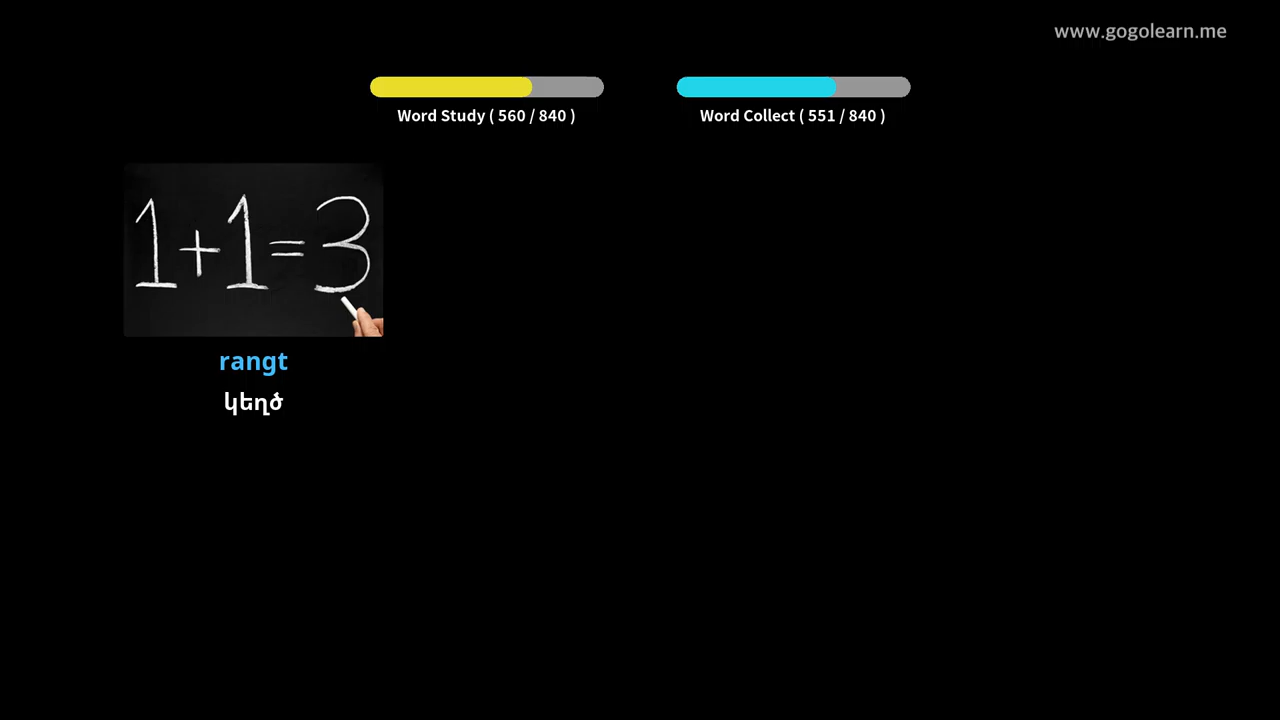 www.gogolearn.me
Word Study ( 560 / 840 )
Word Collect ( 551 / 840 )
1+1=3
rangt
կեղծ